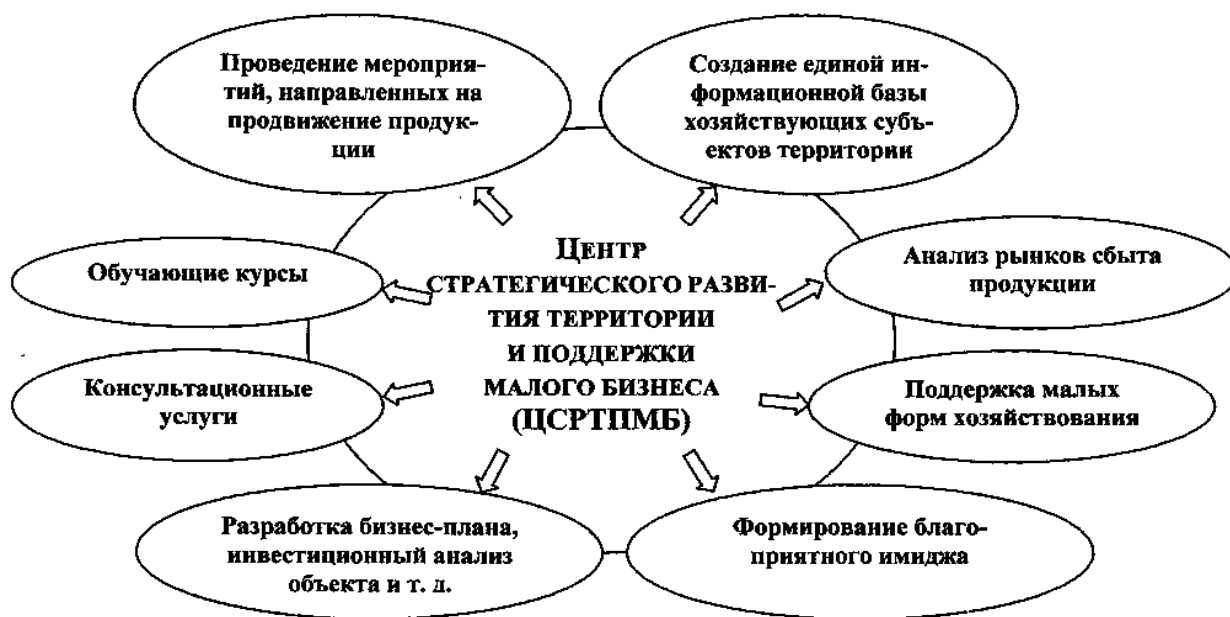 Проведение мероприя-
тий, направленных на
продвижение продук-
ции
Создание единой ин-
формационной базы
хозяйствующих субъ-
ектов территории
Обучающие курсы
ЦЕНТР
СТРАТЕГИЧЕСКОГО РАЗВИ-
ТИЯ ТЕРРИТОРИИ
И ПОДДЕРЖКИ
МАЛОГО БИЗНЕСА
(ЦСРТПМБ)
Анализ рынков сбыта
продукции
Консультационные
услуги
Поддержка малых
форм хозяйствования
Разработка бизнес-плана,
инвестиционный анализ
объекта и т. д.
Формирование благо-
приятного имиджа